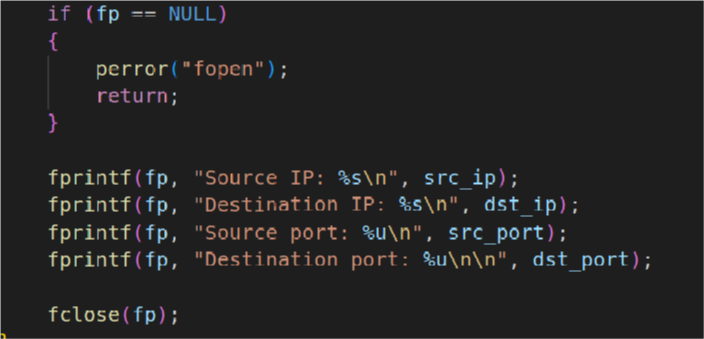 if (fp == NULL)
{
perror("fopen");
return;
}
fprintf(fp, "Source IP: %s\n", src_ip);
fprintf(fp, "Destination IP: %s\n", dst_ip);
fprintf(fp, "Source port: %u\n", src_port);
fprintf(fp, "Destination port: %u\n\n", dst_port);
fclose(fp);